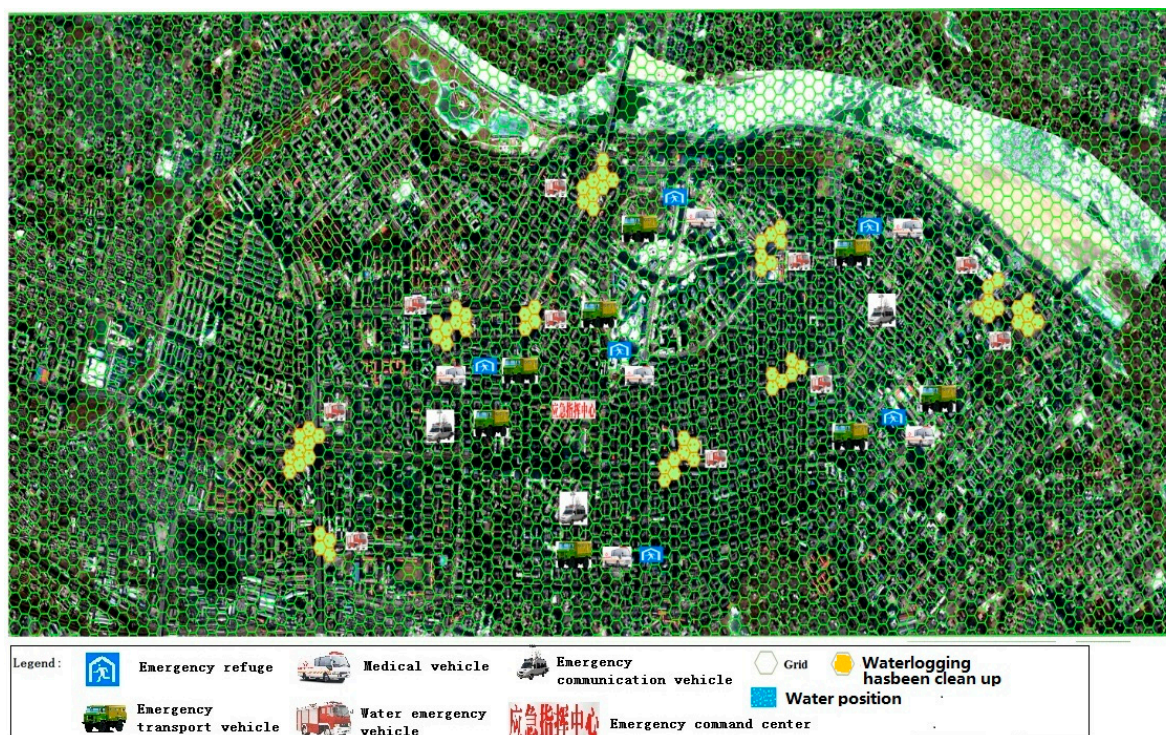 应急指挥中心
Legend:
Emergency refuge
Medical vehicle
Emergency
communication vehicle
Grid
Waterlogging
hasbeen clean up
Water position
Emergency
transport vehicle
Water emergency
vehicle
应急指挥中心
Emergency command center